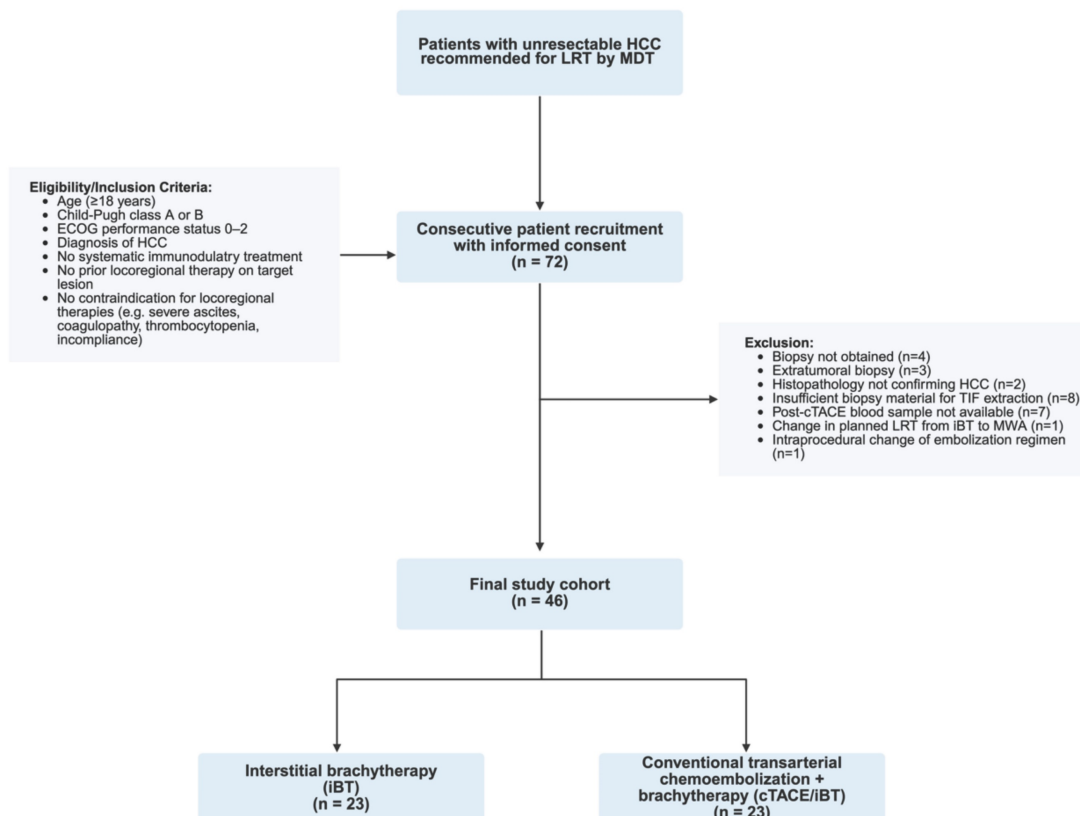 Patients with unresectable HCC
recommended for LRT by MDT
Eligibility/Inclusion Criteria:
• Age (≥18 years)
• Child-Pugh class A or B
• ECOG performance status 0–2
• Diagnosis of HCC
• No systematic immunodulatry treatment
• No prior locoregional therapy on target
lesion
• No contraindication for locoregional
therapies (e.g. severe ascites,
coagulopathy, thrombocytopenia,
incompliance)
Consecutive patient recruitment
with informed consent
(n = 72)
Exclusion:
• Biopsy not obtained (n=4)
• Extratumoral biopsy (n=3)
• Histopathology not confirming HCC (n=2)
• Insufficient biopsy material for TIF extraction (n=8)
• Post-cTACE blood sample not available (n=7)
• Change in planned LRT from iBT to MWA (n=1)
• Intraprocedural change of embolization regimen
(n=1)
Final study cohort
(n = 46)
Interstitial brachytherapy
(iBT)
(n = 23)
Conventional transarterial
chemoembolization +
brachytherapy (cTACE/iBT)
(n = 23)